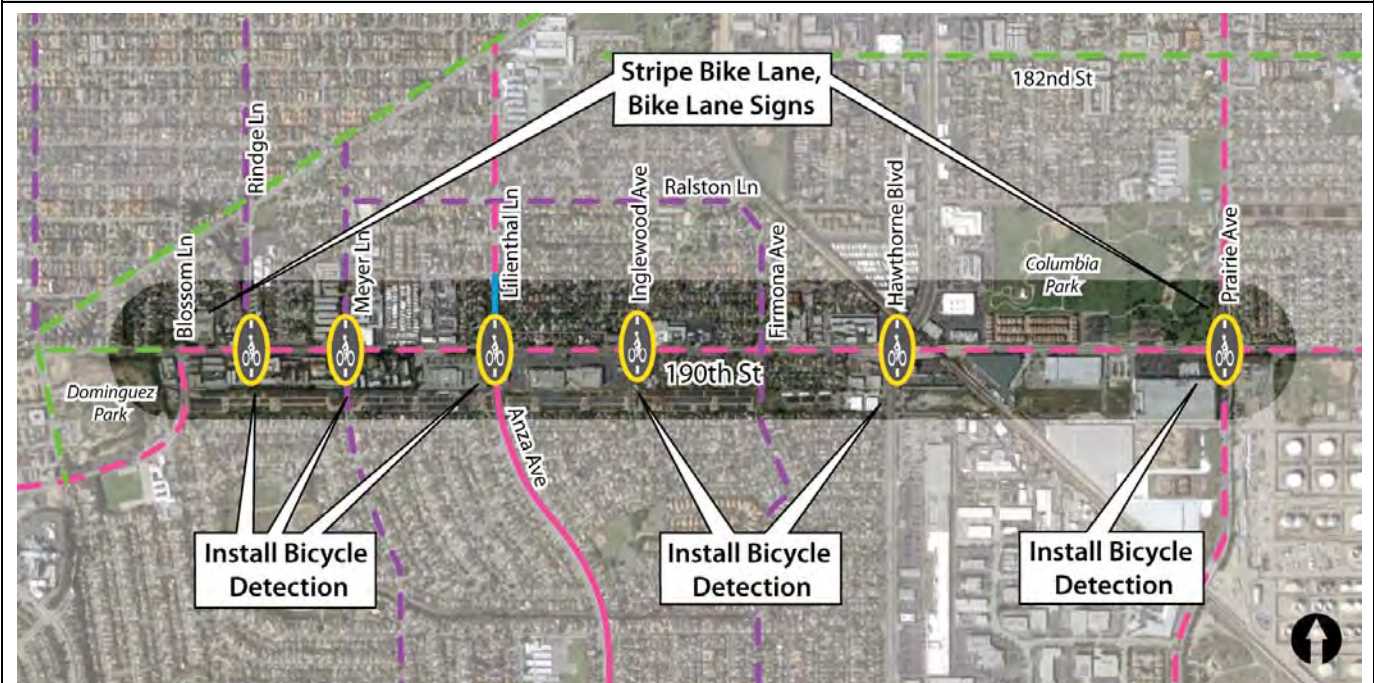 Stripe Bike Lane,
Bike Lane Signs
182nd St
Rindge Ln
Ralston Ln
Blossom Ln
Meyer Ln
Lilienthal Ln
Inglewood Ave
Firmona Ave
Hawthorne Blvd
Columbia
Park
Prairie Ave
190th St
Dominguez
Park
Anza Ave
Install Bicycle
Detection
Install Bicycle
Detection
Install Bicycle
Detection